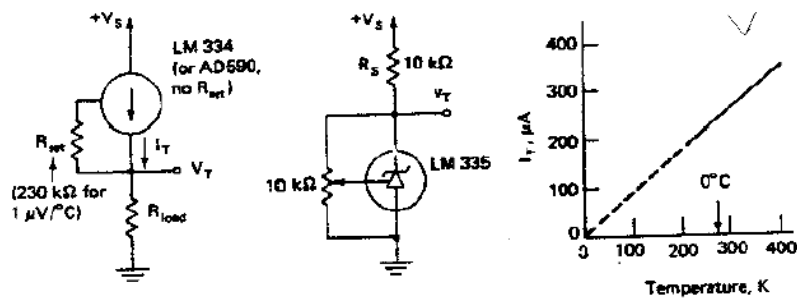 +V_S
LM 334
(or AD590,
no R_set)
R_set
I_T
V_T
(230 kΩ for
1 μV/°C)
R_load
+V_S
R_S 10 kΩ
v_T
LM 335
10 kΩ
400
300
200
100
0
I_T, μA
0°C
0 100 200 300 400
Temperature, K